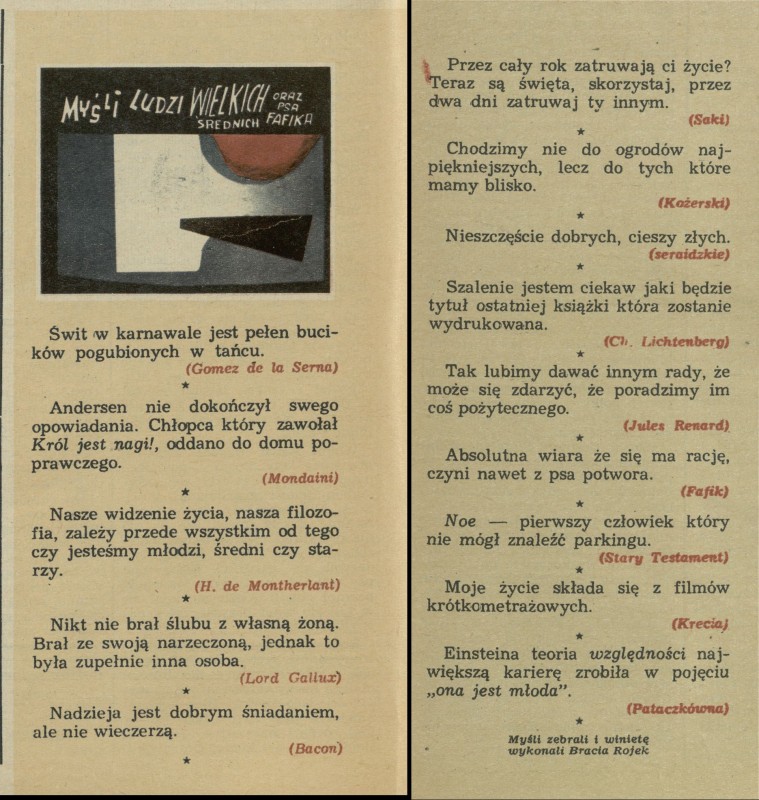 MYŚLI LUDZI WIELKICH ORAZ
ŚREDNICH PSA
FAFIKA
Świt w karnawale jest pełen buci-
ków pogubionych w tańcu.
(Gomez de la Serna)
★
Andersen nie dokończył swego
opowiadania. Chłopca który zawołał
Król jest nagi!, oddano do domu po-
prawczego.
(Mondaini)
★
Nasze widzenie życia, nasza filozo-
fia, zależy przede wszystkim od tego
czy jesteśmy młodzi, średni czy sta-
rzy.
(H. de Montherlant)
★
Nikt nie brał ślubu z własną żoną.
Brał ze swoją narzeczoną, jednak to
była zupełnie inna osoba.
(Lord Gallux)
★
Nadzieja jest dobrym śniadaniem,
ale nie wieczerzą.
(Bacon)
★
Przez cały rok zatruwają ci życie?
Teraz są święta, skorzystaj, przez
dwa dni zatruwaj ty innym.
(Saki)
★
Chodzimy nie do ogrodów naj-
piękniejszych, lecz do tych które
mamy blisko.
(Kożerski)
★
Nieszczęście dobrych, cieszy złych.
(seraidzkie)
★
Szalenie jestem ciekaw jaki będzie
tytuł ostatniej książki która zostanie
wydrukowana.
(Ch. Lichtenberg)
★
Tak lubimy dawać innym rady, że
może się zdarzyć, że poradzimy im
coś pożytecznego.
(Jules Renard)
★
Absolutna wiara że się ma rację,
czyni nawet z psa potwora.
(Fafik)
★
Noe — pierwszy człowiek który
nie mógł znaleźć parkingu.
(Stary Testament)
★
Moje życie składa się z filmów
krótkometrażowych.
(Krecia)
★
Einsteina teoria względności naj-
większą karierę zrobiła w pojęciu
„ona jest młoda".
(Pataczkówna)
★
Myśli zebrali i winietę
wykonali Bracia Rojek